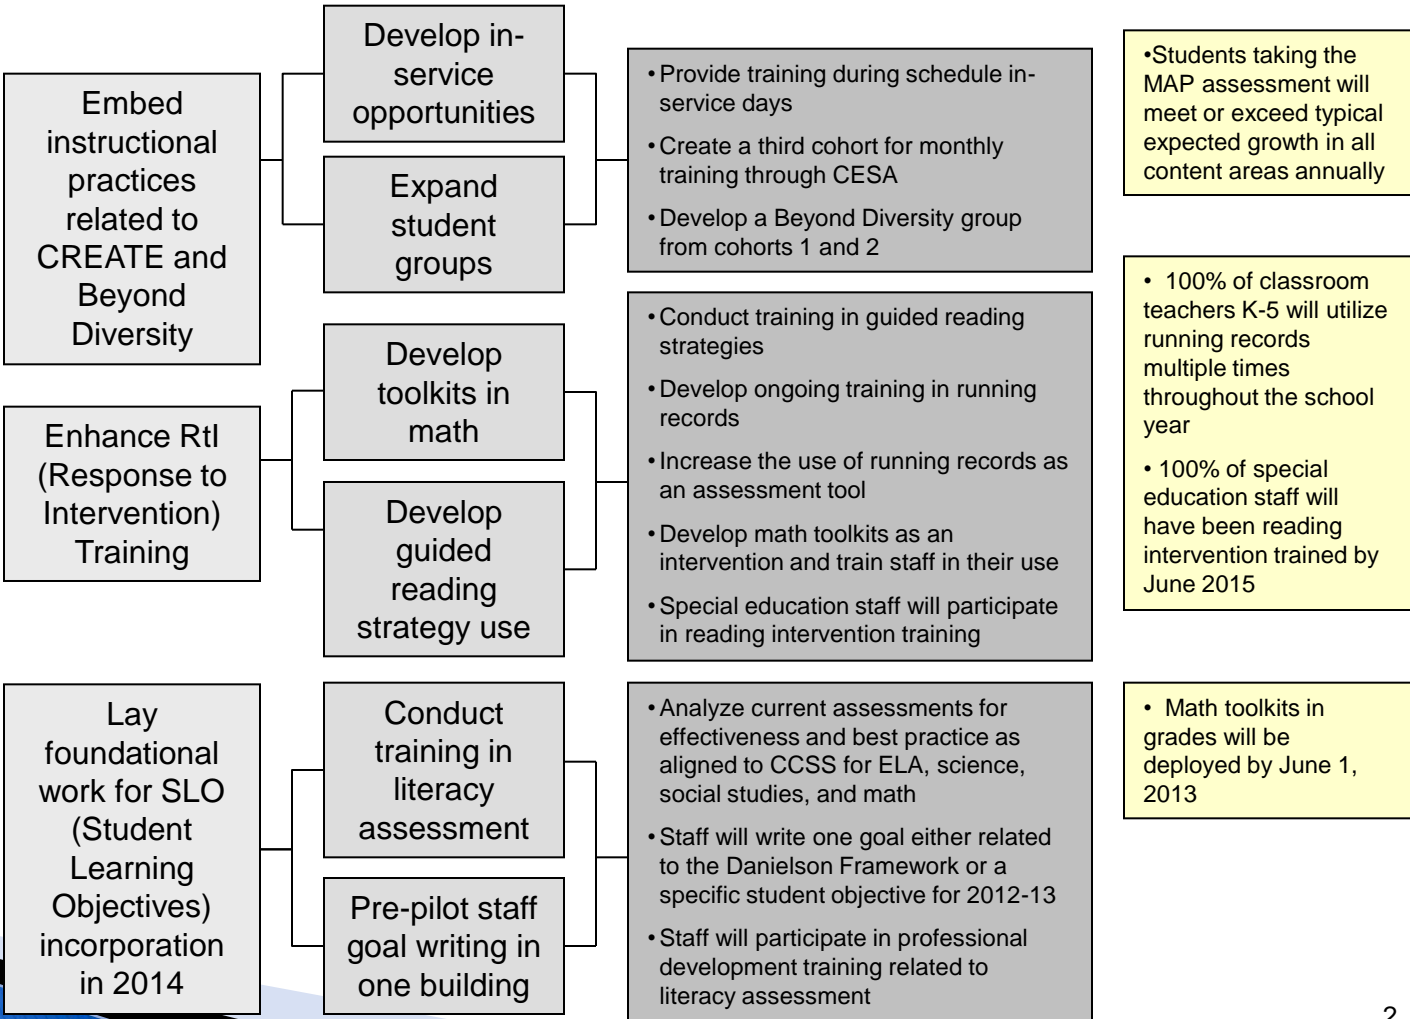 Embed
instructional
practices
related to
CREATE and
Beyond
Diversity
Develop in-
service
opportunities
Expand
student
groups
• Provide training during schedule in-
service days
• Create a third cohort for monthly
training through CESA
• Develop a Beyond Diversity group
from cohorts 1 and 2
•Students taking the
MAP assessment will
meet or exceed typical
expected growth in all
content areas annually
Enhance RtI
(Response to
Intervention)
Training
Develop
toolkits in
math
Develop
guided
reading
strategy use
• Conduct training in guided reading
strategies
• Develop ongoing training in running
records
• Increase the use of running records as
an assessment tool
• Develop math toolkits as an
intervention and train staff in their use
• Special education staff will participate
in reading intervention training
• 100% of classroom
teachers K-5 will utilize
running records
multiple times
throughout the school
year
• 100% of special
education staff will
have been reading
intervention trained by
June 2015
Lay
foundational
work for SLO
(Student
Learning
Objectives)
incorporation
in 2014
Conduct
training in
literacy
assessment
Pre-pilot staff
goal writing in
one building
• Analyze current assessments for
effectiveness and best practice as
aligned to CCSS for ELA, science,
social studies, and math
• Staff will write one goal either related
to the Danielson Framework or a
specific student objective for 2012-13
• Staff will participate in professional
development training related to
literacy assessment
• Math toolkits in
grades will be
deployed by June 1,
2013
2